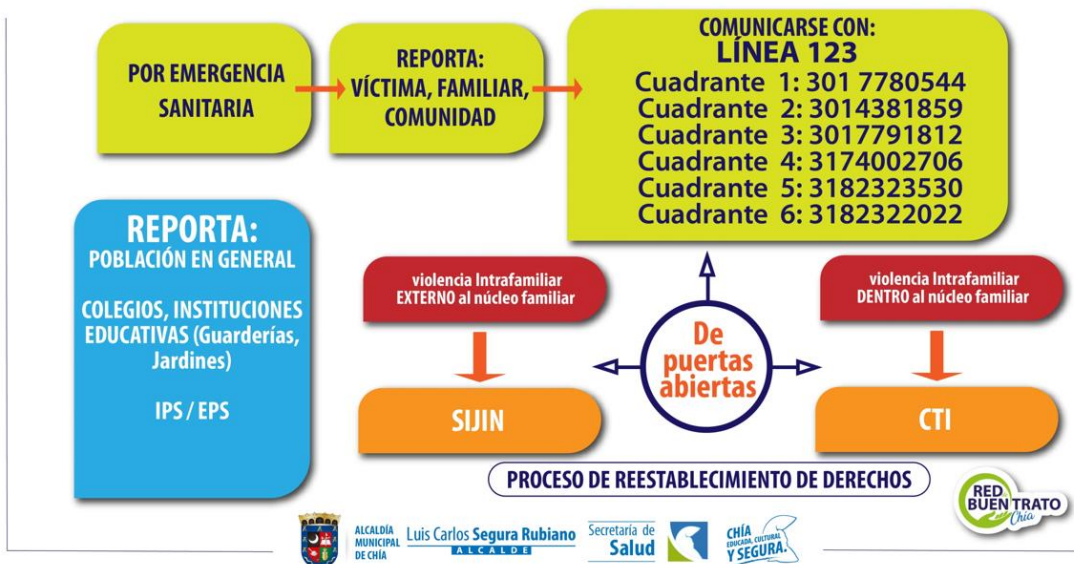 POR EMERGENCIA
SANITARIA
REPORTA:
VÍCTIMA, FAMILIAR,
COMUNIDAD
COMUNICARSE CON:
LÍNEA 123
Cuadrante 1: 301 7780544
Cuadrante 2: 3014381859
Cuadrante 3: 3017791812
Cuadrante 4: 3174002706
Cuadrante 5: 3182323530
Cuadrante 6: 3182322022
REPORTA:
POBLACIÓN EN GENERAL
COLEGIOS, INSTITUCIONES
EDUCATIVAS (Guarderías,
Jardines)
IPS / EPS
violencia Intrafamiliar
EXTERNO al núcleo familiar
SIJIN
De
puertas
abiertas
violencia Intrafamiliar
DENTRO al núcleo familiar
CTI
PROCESO DE REESTABLECIMIENTO DE DERECHOS
RED
BUEN TRATO
Chía
ALCALDÍA
MUNICIPAL
DE CHÍA
Luis Carlos Segura Rubiano
ALCALDE
Secretaría de
Salud
CHÍA
EDUCADA, CULTURAL
Y SEGURA.